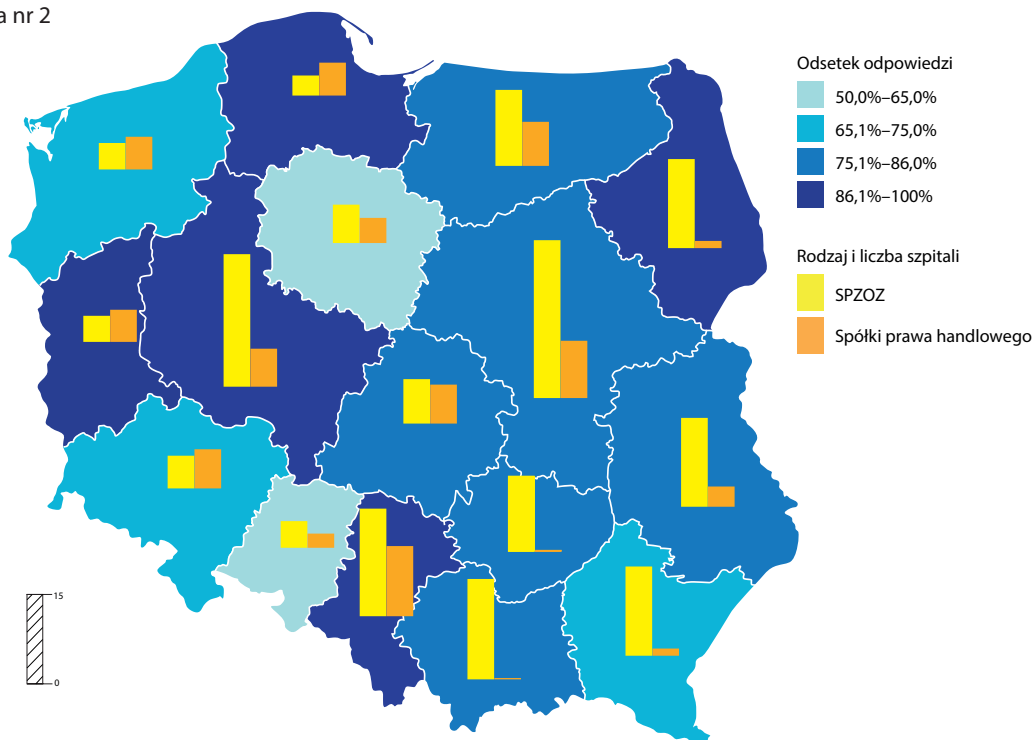 a nr 2
Odsetek odpowiedzi
50,0%–65,0%
65,1%–75,0%
75,1%–86,0%
86,1%–100%
Rodzaj i liczba szpitali
SPZOZ
Spółki prawa handlowego
15
0